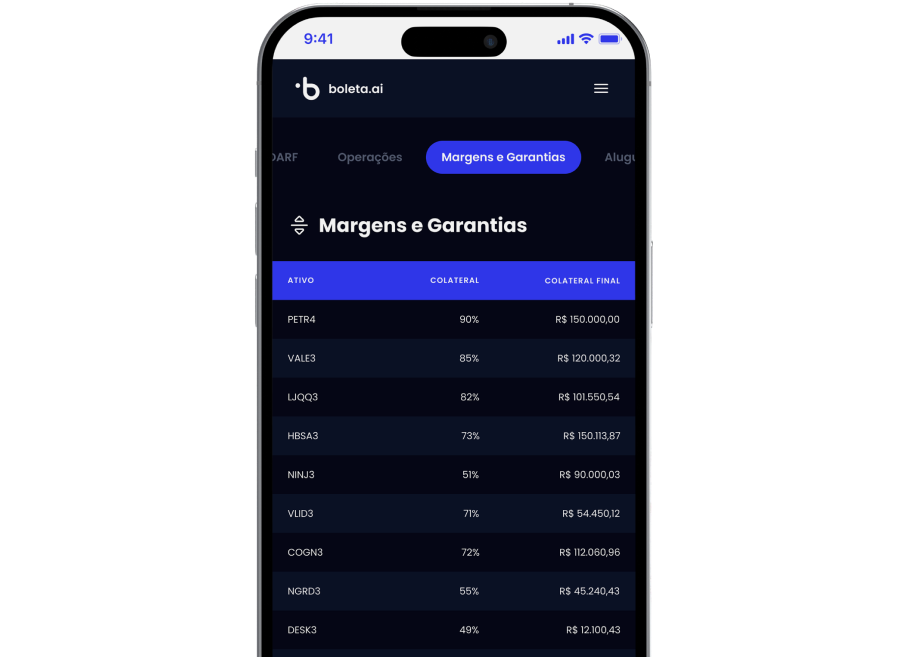 9:41
boleta.ai
DARF Operações Margens e Garantias Alugu
Margens e Garantias
ATIVO COLATERAL COLATERAL FINAL
PETR4 90% R$ 150.000,00
VALE3 85% R$ 120.000,32
LJQQ3 82% R$ 101.550,54
HBSA3 73% R$ 150.113,87
NINJ3 51% R$ 90.000,03
VLID3 71% R$ 54.450,12
COGN3 72% R$ 112.060,96
NGRD3 55% R$ 45.240,43
DESK3 49% R$ 12.100,43